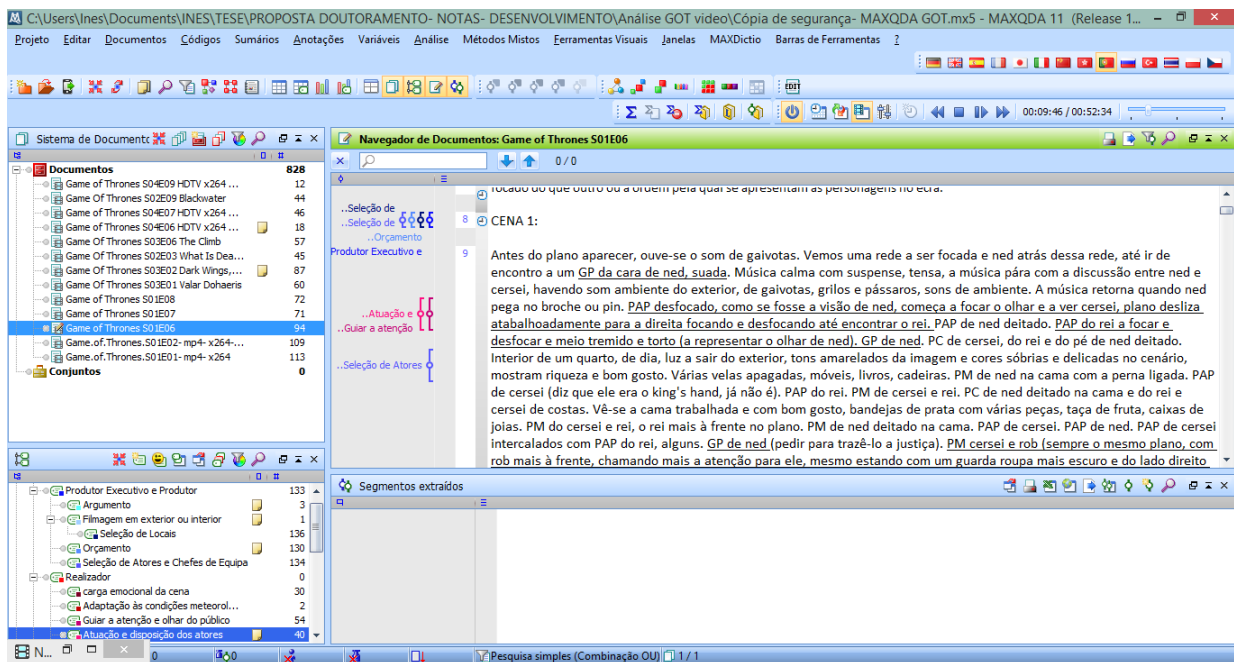 C:\Users\Ines\Documents\INES\TESE\PROPOSTA DOUTORAMENTO- NOTAS- DESENVOLVIMENTO\Análise GOT video\Cópia de segurança- MAXQDA GOT.mx5 - MAXQDA 11 (Release 1...
Projeto Editar Documentos Códigos Sumários Anotações Variáveis Análise Métodos Mistos Ferramentas Visuais Janelas MAXDictio Barras de Ferramentas ?
EDIT
00:09:46 / 00:52:34
Sistema de Documentc
Documentos 828
Game of Thrones S04E09 HDTV x264 ... 12
Game Of Thrones S02E09 Blackwater 44
Game of Thrones S04E07 HDTV x264 ... 46
Game of Thrones S04E06 HDTV x264 ... 18
Game Of Thrones S03E06 The Climb 57
Game Of Thrones S02E03 What Is Dea... 45
Game Of Thrones S03E02 Dark Wings,... 87
Game Of Thrones S03E01 Valar Dohaeris 60
Game of Thrones S01E08 72
Game of Thrones S01E07 71
Game of Thrones S01E06 94
Game.of.Thrones.S01E02- mp4- x264-... 109
Game.of.Thrones.S01E01- mp4- x264 113
Conjuntos 0
Navegador de Documentos: Game of Thrones S01E06
0 / 0
focado do que outro ou a ordem pela qual se apresentam as personagens no ecrã.
..Seleção de
..Seleção de
..Orçamento
Produtor Executivo e
..Atuação e
..Guiar a atenção
..Seleção de Atores
8 CENA 1:
9 Antes do plano aparecer, ouve-se o som de gaivotas. Vemos uma rede a ser focada e ned atrás dessa rede, até ir de
encontro a um GP da cara de ned, suada. Música calma com suspense, tensa, a música pára com a discussão entre ned e
cersei, havendo som ambiente do exterior, de gaivotas, grilos e pássaros, sons de ambiente. A música retorna quando ned
pega no broche ou pin. PAP desfocado, como se fosse a visão de ned, começa a focar o olhar e a ver cersei, plano desliza
atabalhoadamente para a direita focando e desfocando até encontrar o rei. PAP de ned deitado. PAP do rei a focar e
desfocar e meio tremido e torto (a representar o olhar de ned). GP de ned. PC de cersei, do rei e do pé de ned deitado.
Interior de um quarto, de dia, luz a sair do exterior, tons amarelados da imagem e cores sóbrias e delicadas no cenário,
mostram riqueza e bom gosto. Várias velas apagadas, móveis, livros, cadeiras. PM de ned na cama com a perna ligada. PAP
de cersei (diz que ele era o king's hand, já não é). PAP do rei. PM de cersei e rei. PC de ned deitado na cama e do rei e
cersei de costas. Vê-se a cama trabalhada e com bom gosto, bandejas de prata com várias peças, taça de fruta, caixas de
joias. PM do cersei e rei, o rei mais à frente no plano. PM de ned deitado na cama. PAP de cersei. PAP de ned. PAP de cersei
intercalados com PAP do rei, alguns. GP de ned (pedir para trazê-lo a justiça). PM cersei e rob (sempre o mesmo plano, com
rob mais à frente, chamando mais a atenção para ele, mesmo estando com um guarda roupa mais escuro e do lado direito
Produtor Executivo e Produtor 133
Argumento 3
Filmagem em exterior ou interior 1
Seleção de Locais 136
Orçamento 130
Seleção de Atores e Chefes de Equipa 134
Realizador 0
carga emocional da cena 30
Adaptação às condições meteorol... 2
Guiar a atenção e olhar do público 54
Atuação e disposição dos atores 40
Segmentos extraídos
N...
0
0
Pesquisa simples (Combinação OU) 1 / 1